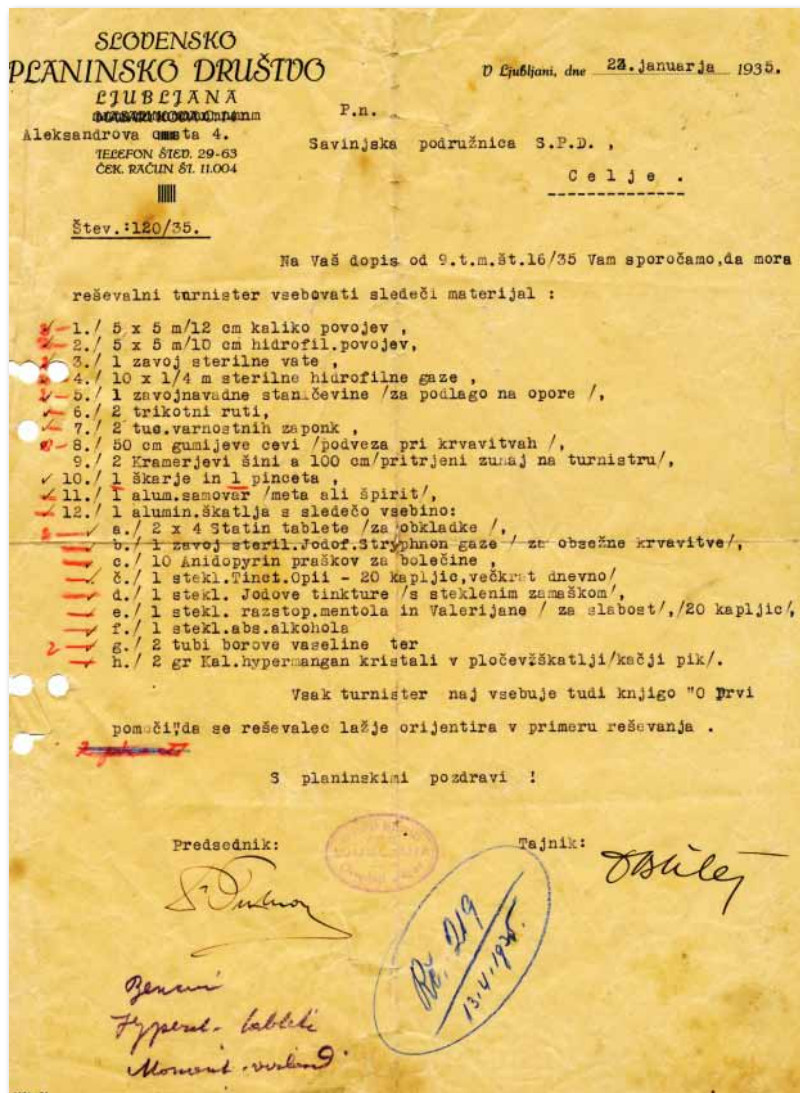 SLOVENSKO
PLANINSKO DRUŠTVO
LJUBLJANA
Aleksandrova cesta 4.
TELEFON ŠTEV. 29-63
ČEK. RAČUN ŠT. 11.004
V Ljubljani, dne 23. januarja 1935.
P.n.
Savinjska podružnica S.P.D. ,
C e l j e .
Štev.:120/35.
Na Vaš dopis od 9.t.m.št.16/35 Vam sporočamo,da mora
reševalni turnister vsebovati sledeči materijal :
1./ 5 x 5 m/12 cm kaliko povojev ,
2./ 5 x 5 m/10 cm hidrofil.povojev,
3./ 1 zavoj sterilne vate ,
4./ 10 x 1/4 m sterilne hidrofilne gaze ,
5./ 1 zavojnavadne staničevine /za podlago na opore /,
6./ 2 trikotni ruti,
7./ 2 tuc.varnostnih zaponk ,
8./ 50 cm gumijeve cevi /podveza pri krvavitvah /,
9./ 2 Kramerjevi šini a 100 cm/pritrjeni zunaj na turnistru/,
10./ 1 škarje in 1 pinceta ,
11./ 1 alum.samovar /meta ali špirit/,
12./ 1 alumin.škatlja s sledečo vsebino:
a./ 2 x 4 Statin tablete /za obkladke /,
b./ 1 zavoj steril.Jodof.Stryphnon gaze / za obsežne krvavitve/,
c./ 10 Anidopyrin praškov za bolečine ,
č./ 1 stekl.Tinct.Opii - 20 kapljic,večkrat dnevno/
d./ 1 stekl. Jodove tinkture /s steklenim zamaškom/,
e./ 1 stekl. razstop.mentola in Valerijane / za slabost/,/20 kapljic/,
f./ 1 stekl.abs.alkohola
2 g./ 2 tubi borove vaseline ter
h./ 2 gr Kal.hypermangan kristali v pločevškatlji/kačji pik/.
Vsak turnister naj vsebuje tudi knjigo "O prvi
pomoči"da se reševalec lažje orijentira v primeru reševanja .
S planinskimi pozdravi !
Predsednik:
Tajnik:
Rč. 219
13.4.1935.